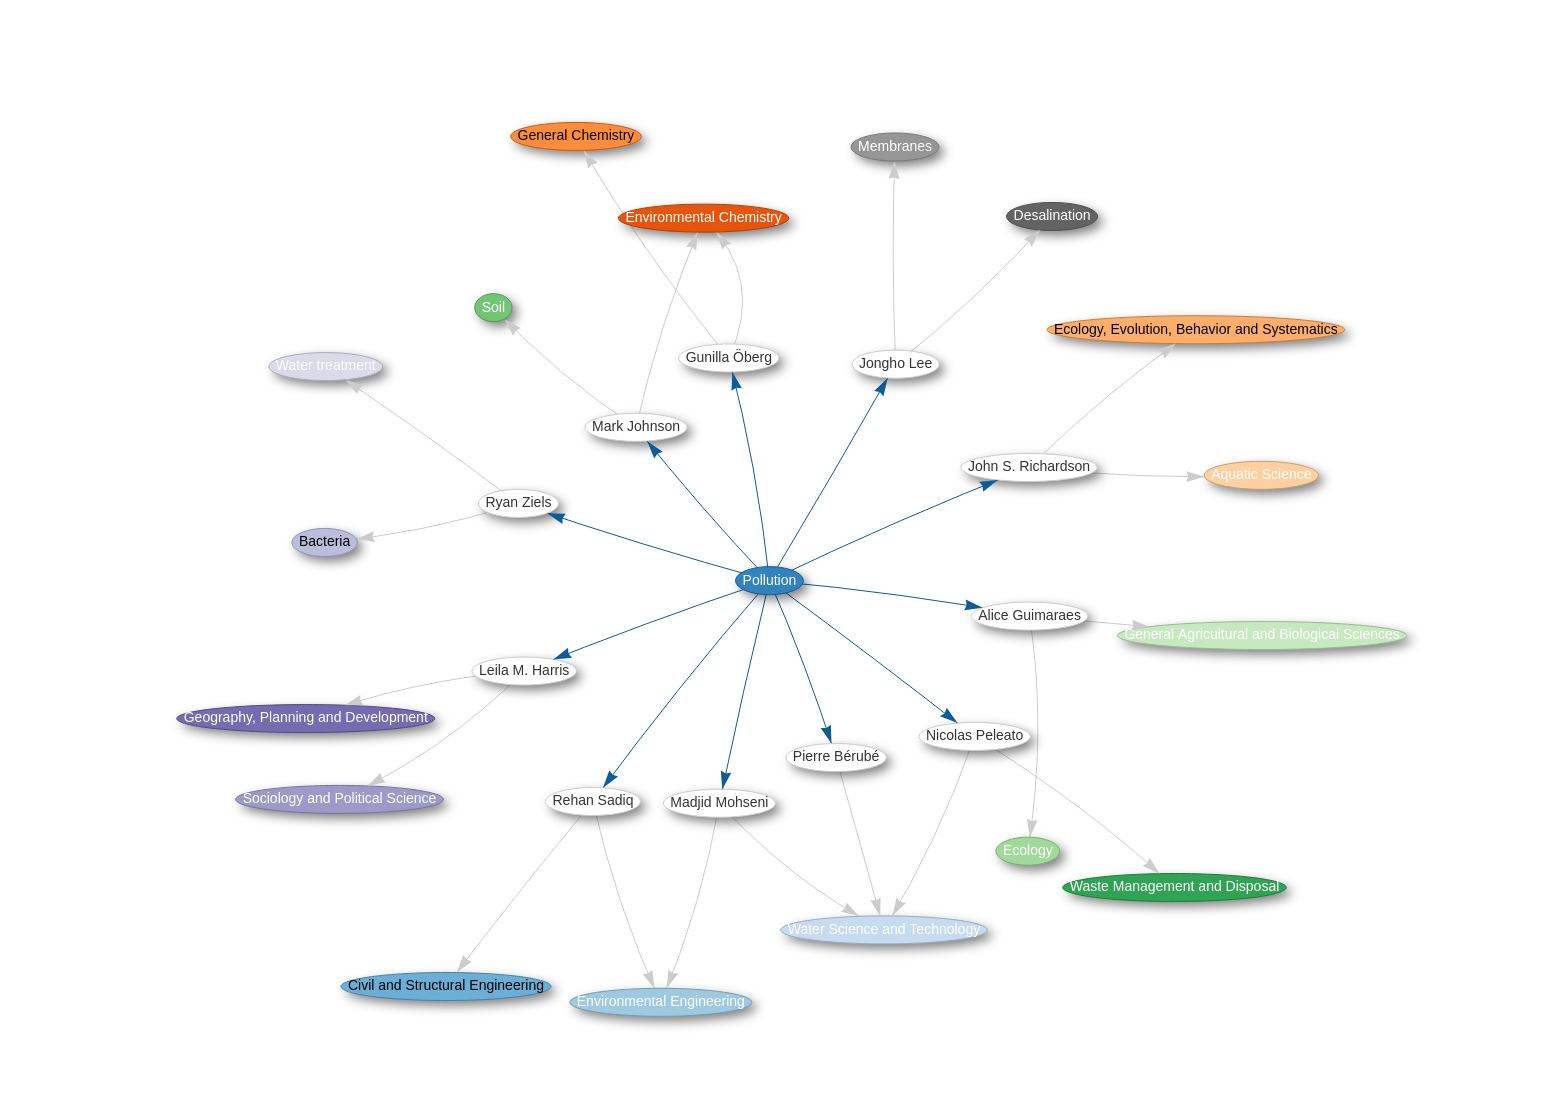 General Chemistry
Membranes
Environmental Chemistry
Desalination
Soil
Ecology, Evolution, Behavior and Systematics
Water treatment
Gunilla Öberg
Jongho Lee
Mark Johnson
John S. Richardson
Aquatic Science
Ryan Ziels
Bacteria
Pollution
Alice Guimaraes
General Agricultural and Biological Sciences
Leila M. Harris
Geography, Planning and Development
Nicolas Peleato
Pierre Bérubé
Sociology and Political Science
Rehan Sadiq
Madjid Mohseni
Ecology
Waste Management and Disposal
Water Science and Technology
Civil and Structural Engineering
Environmental Engineering